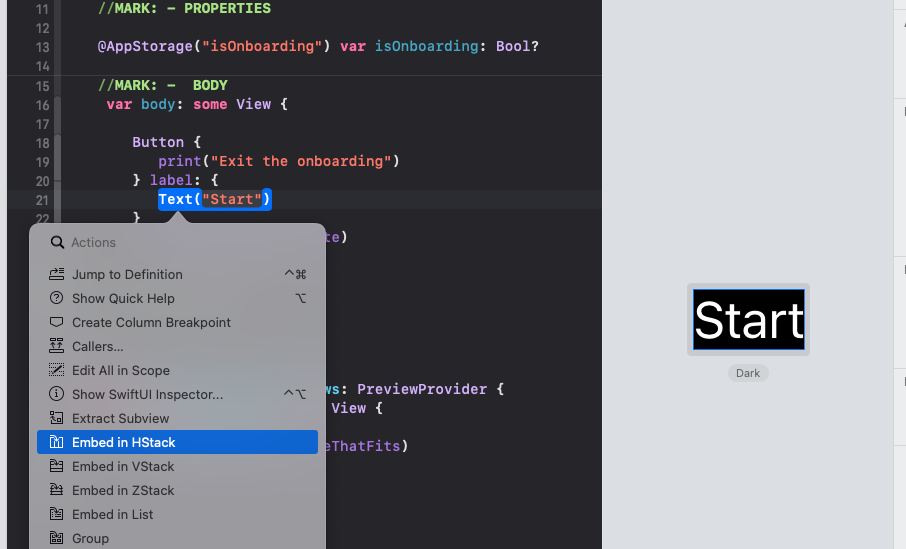 11 //MARK: - PROPERTIES
12
13 @AppStorage("isOnboarding") var isOnboarding: Bool?
14
15 //MARK: -  BODY
16 var body: some View {
17
18 Button {
19 print("Exit the onboarding")
20 } label: {
21 Text("Start")
22 }
te)
Actions
Jump to Definition ^⌘
Show Quick Help ⌥
Create Column Breakpoint
Callers...
Edit All in Scope
Show SwiftUI Inspector... ^⌥
ws: PreviewProvider {
View {
Extract Subview
Embed in HStack
eThatFits)
Embed in VStack
Embed in ZStack
Embed in List
Group
Start
Dark